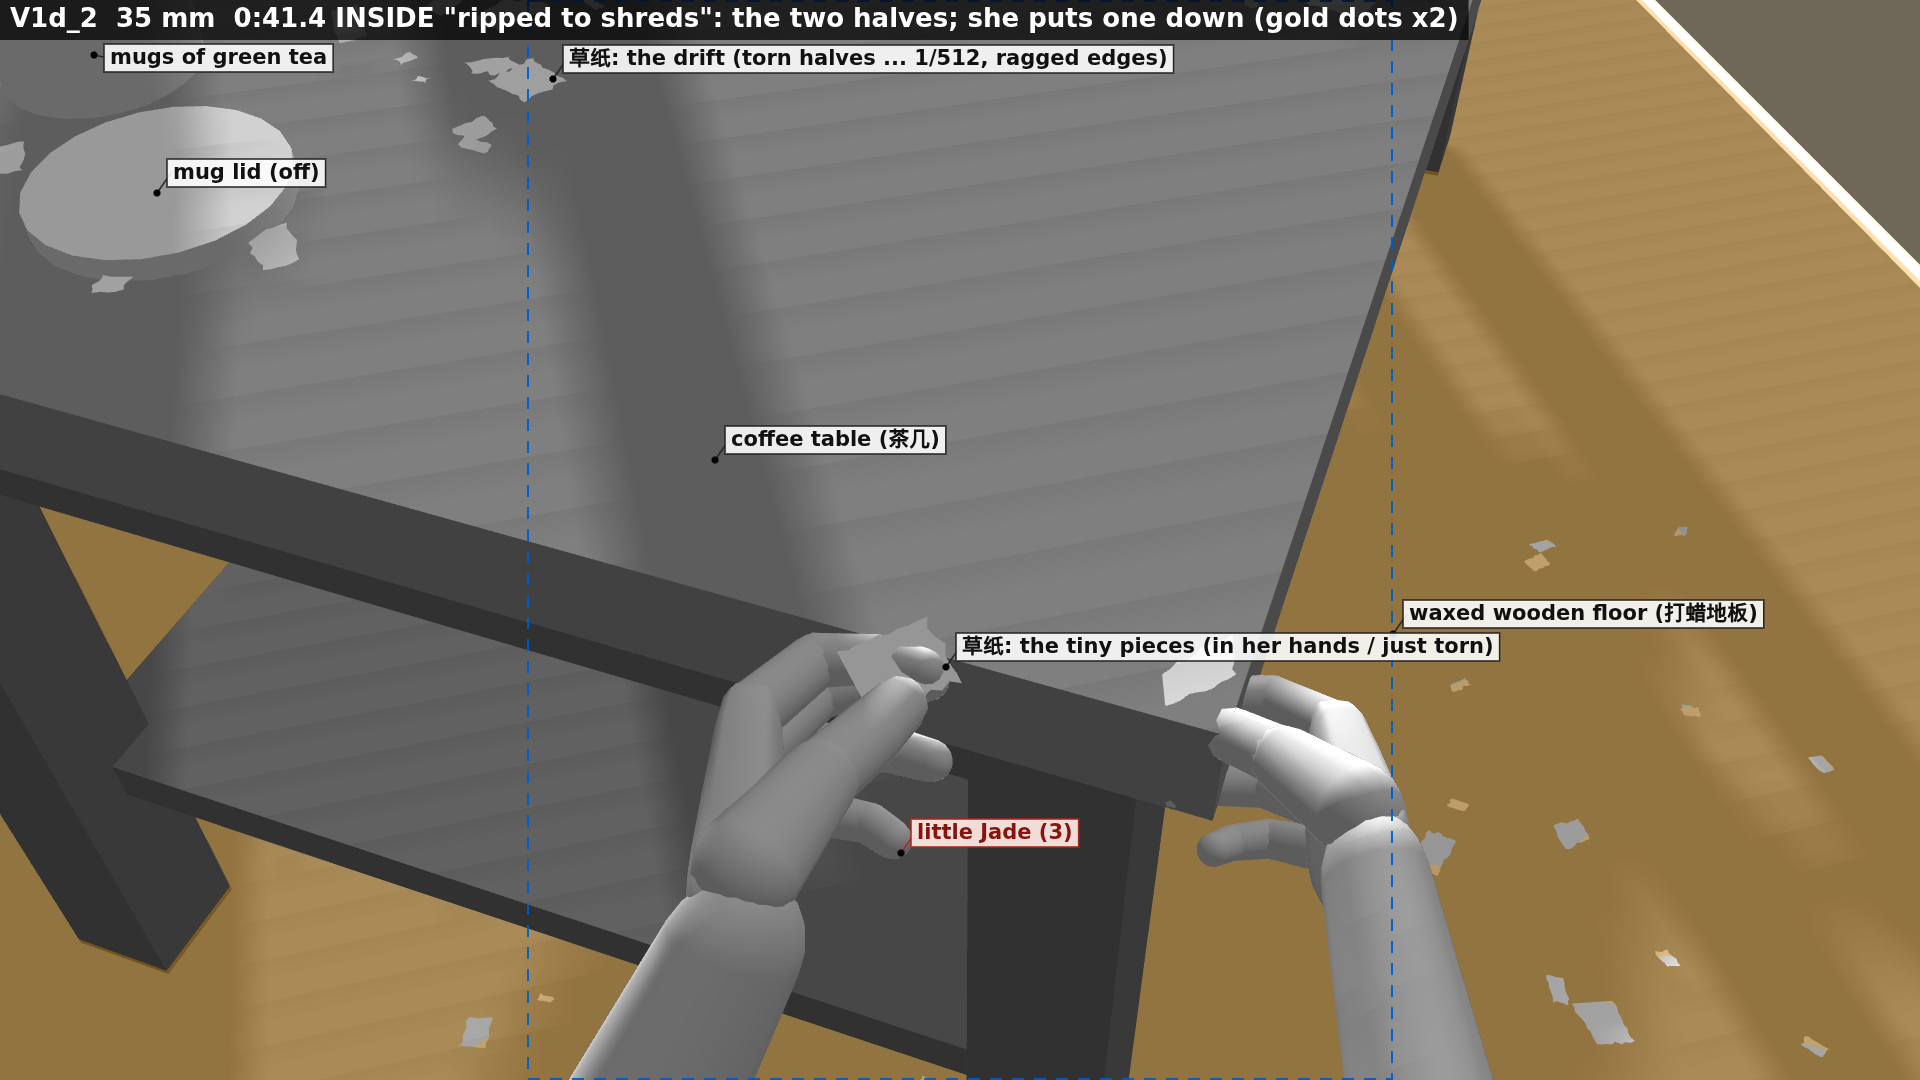 V1d_2 35 mm 0:41.4 INSIDE "ripped to shreds": the two halves; she puts one down (gold dots x2)
mugs of green tea
草纸: the drift (torn halves ... 1/512, ragged edges)
mug lid (off)
coffee table (茶几)
waxed wooden floor (打蜡地板)
草纸: the tiny pieces (in her hands / just torn)
little Jade (3)